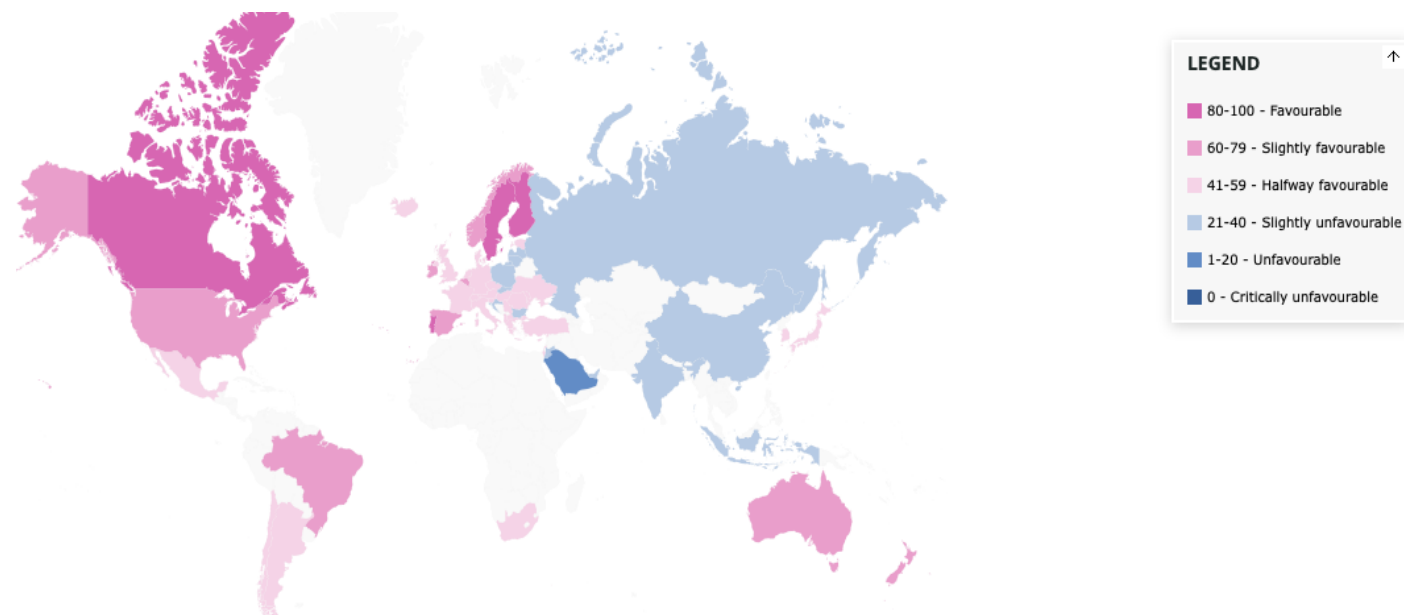 LEGEND
80-100 - Favourable
60-79 - Slightly favourable
41-59 - Halfway favourable
21-40 - Slightly unfavourable
1-20 - Unfavourable
0 - Critically unfavourable